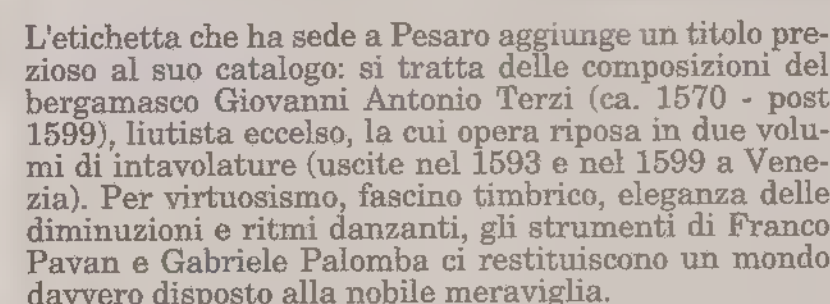 L'etichetta che ha sede a Pesaro aggiunge un titolo pre-
zioso al suo catalogo: si tratta delle composizioni del
bergamasco Giovanni Antonio Terzi (ca. 1570 - post
1599), liutista eccelso, la cui opera riposa in due volu-
mi di intavolature (uscite nel 1593 e nel 1599 a Vene-
zia). Per virtuosismo, fascino timbrico, eleganza delle
diminuzioni e ritmi danzanti, gli strumenti di Franco
Pavan e Gabriele Palomba ci restituiscono un mondo
davvero disposto alla nobile meraviglia.